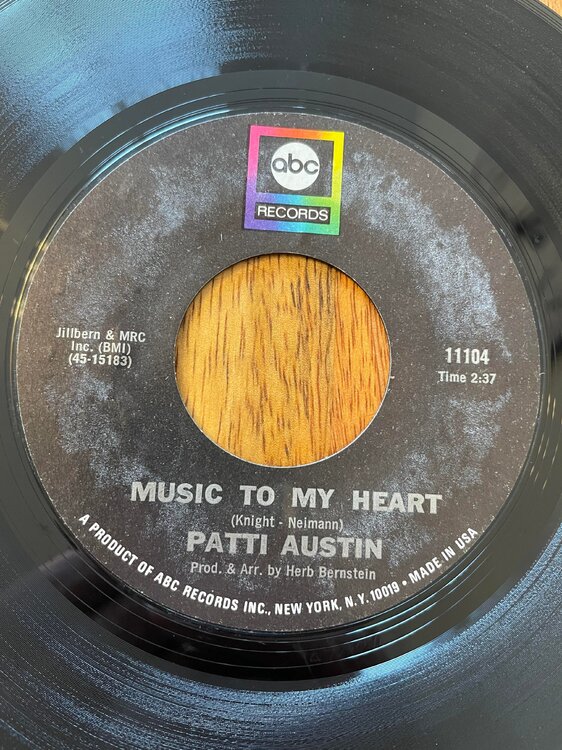 abc
RECORDS
Jillbern & MRC
Inc. (BMI)
(45-15183)
11104
Time 2:37
MUSIC TO MY HEART
(Knight - Neimann)
PATTI AUSTIN
Prod. & Arr. by Herb Bernstein
A PRODUCT OF ABC RECORDS INC., NEW YORK, N.Y. 10019 • MADE IN USA